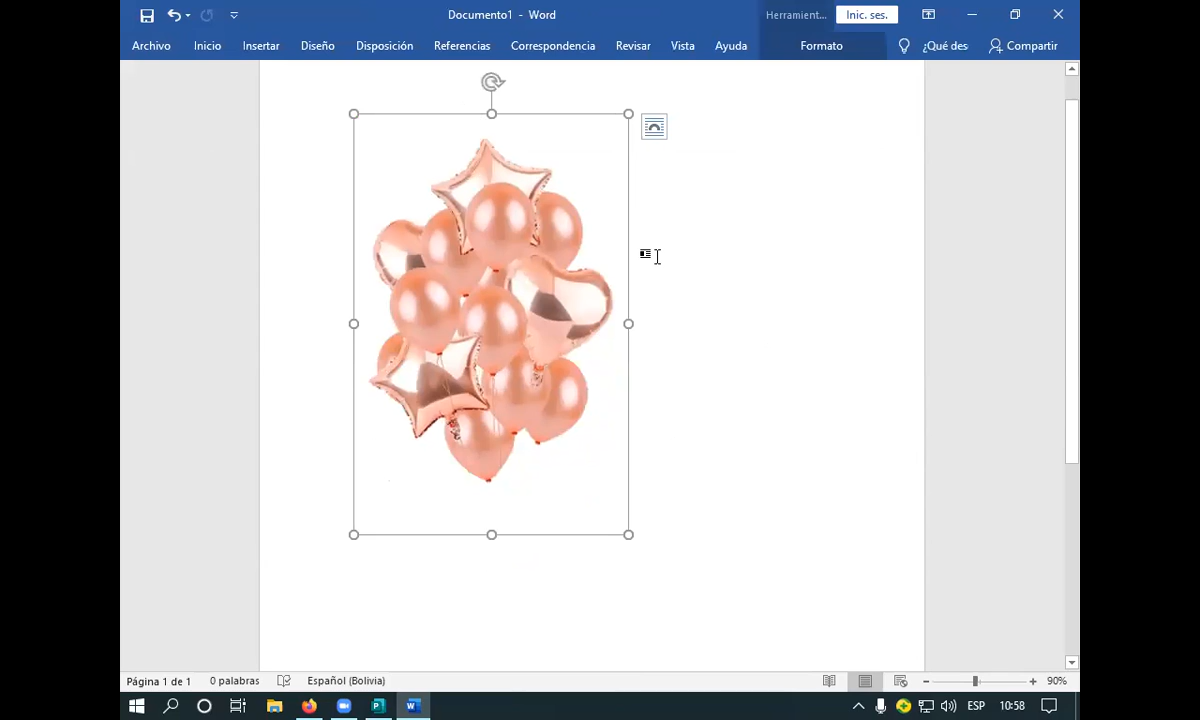 Documento1 - Word
Herramient...
Inic. ses.
Archivo Inicio Insertar Diseño Disposición Referencias Correspondencia Revisar Vista Ayuda Formato ¿Qué des Compartir
Página 1 de 1 0 palabras Español (Bolivia) 90%
ESP 10:58